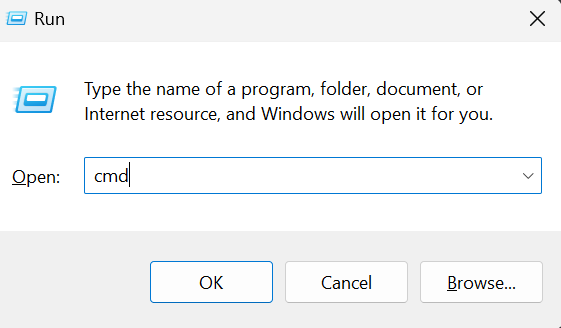 Run
Type the name of a program, folder, document, or
Internet resource, and Windows will open it for you.
Open: cmd
OK Cancel Browse...